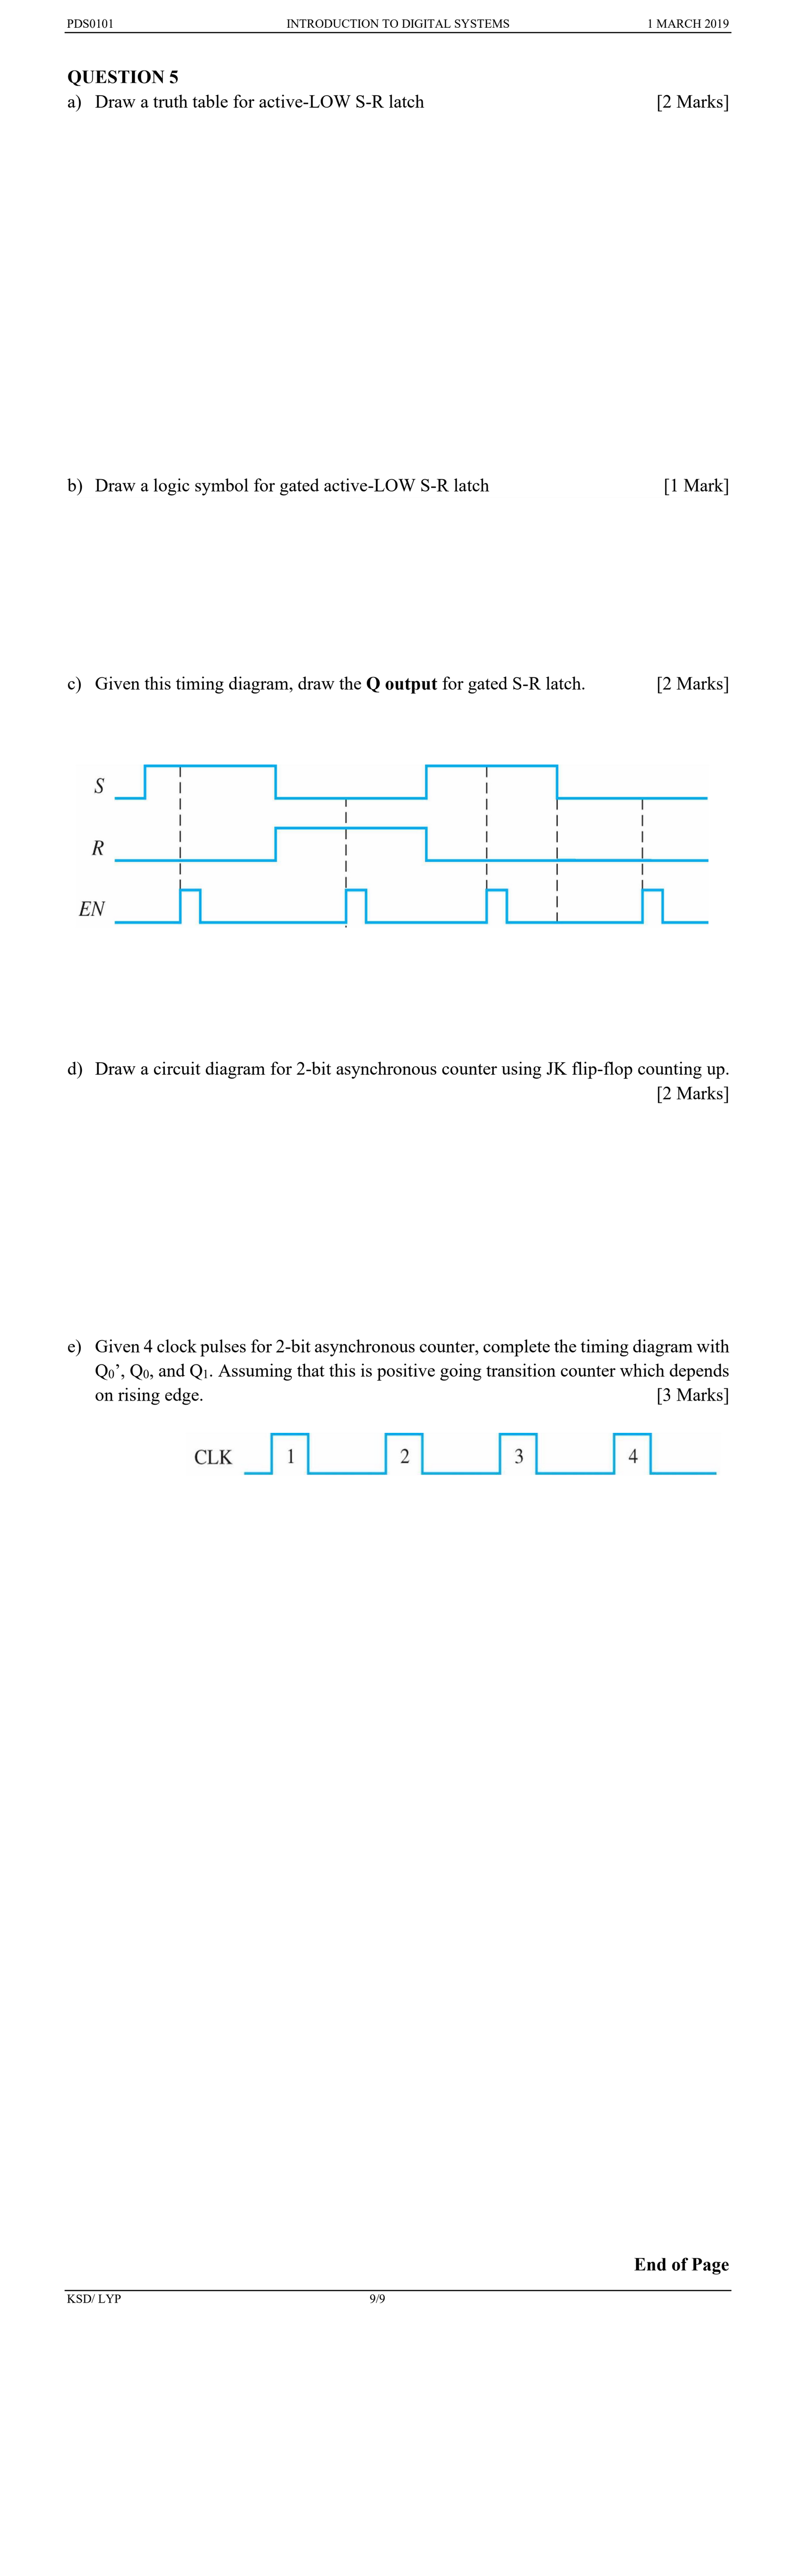 PDS0101 INTRODUCTION TO DIGITAL SYSTEMS 1 MARCH 2019
QUESTION 5
a) Draw a truth table for active-LOW S-R latch [2 Marks]
b) Draw a logic symbol for gated active-LOW S-R latch [1 Mark]
c) Given this timing diagram, draw the Q output for gated S-R latch. [2 Marks]
S
R
EN
d) Draw a circuit diagram for 2-bit asynchronous counter using JK flip-flop counting up.
[2 Marks]
e) Given 4 clock pulses for 2-bit asynchronous counter, complete the timing diagram with
Q₀’, Q₀, and Q₁. Assuming that this is positive going transition counter which depends
on rising edge. [3 Marks]
CLK 1 2 3 4
End of Page
KSD/ LYP 9/9